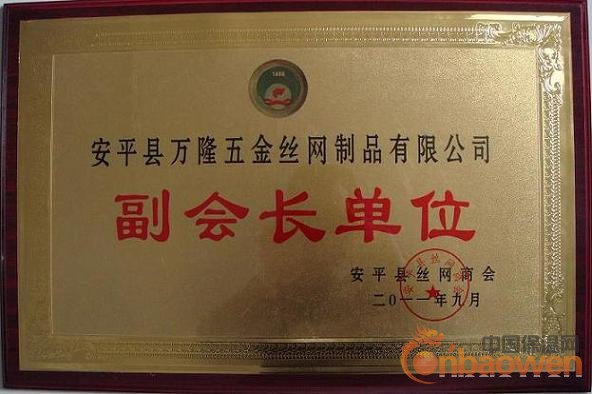 安平县万隆五金丝网制品有限公司
副会长单位
安平县丝网商会
二〇一一年九月
中国保温网
cnbaowen